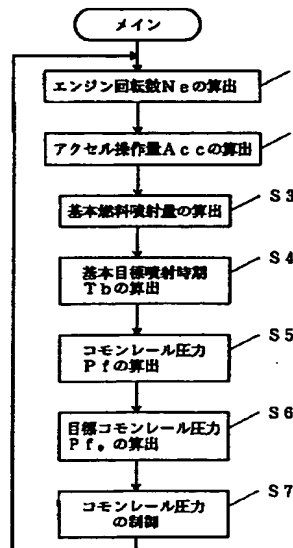 メイン
エンジン回転数Neの算出
アクセル操作量Accの算出
基本燃料噴射量の算出
S3
基本目標噴射時期
Tbの算出
S4
コモンレール圧力
Pfの算出
S5
目標コモンレール圧力
Pf₀の算出
S6
コモンレール圧力
の制御
S7